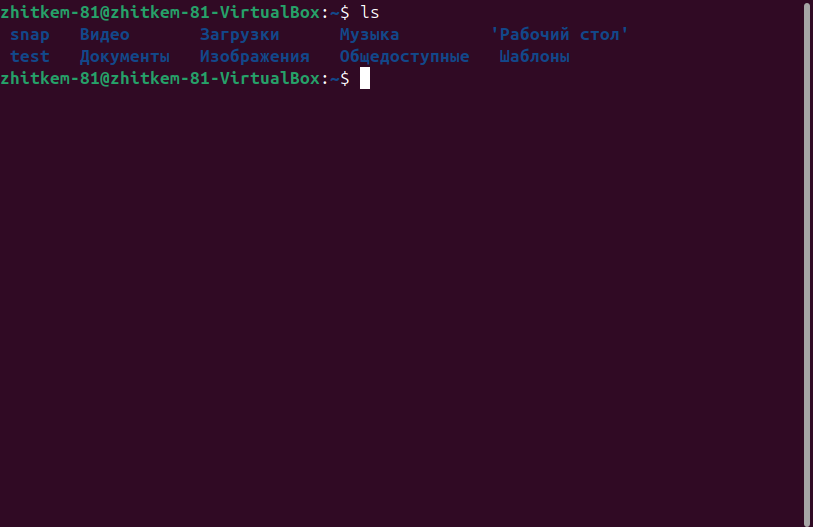 zhitkem-81@zhitkem-81-VirtualBox:~$ ls
snap Видео Загрузки Музыка 'Рабочий стол'
test Документы Изображения Общедоступные Шаблоны
zhitkem-81@zhitkem-81-VirtualBox:~$